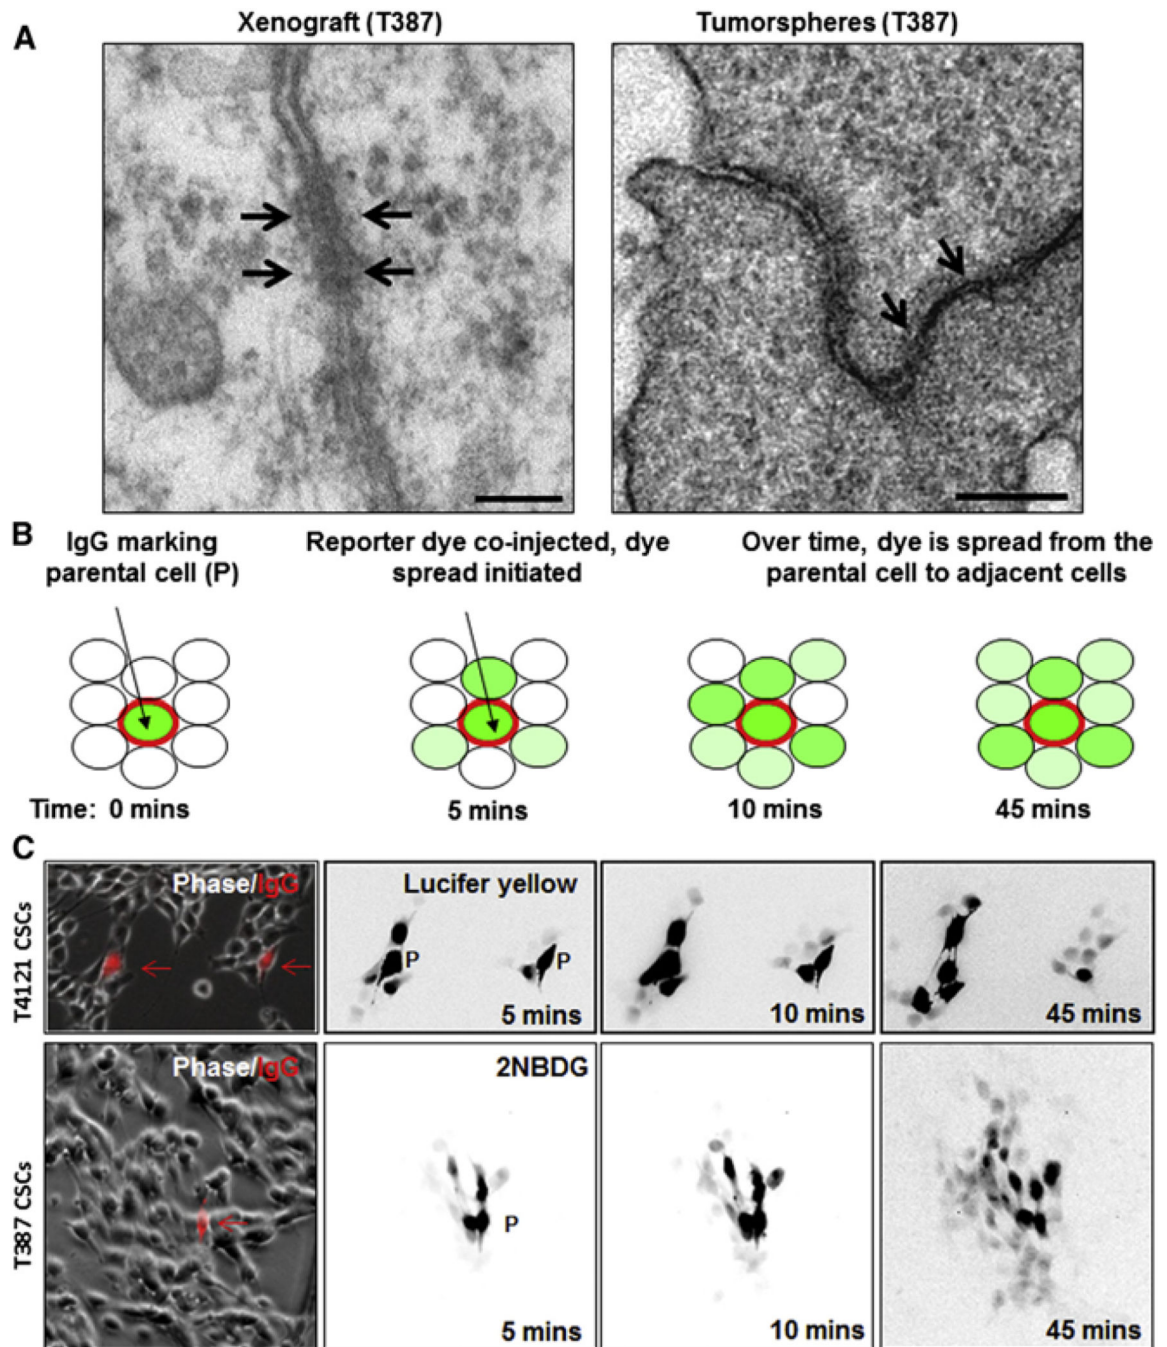 A
Xenograft (T387)
Tumorspheres (T387)
B
IgG marking
parental cell (P)
Reporter dye co-injected, dye
spread initiated
Over time, dye is spread from the
parental cell to adjacent cells
Time: 0 mins
5 mins
10 mins
45 mins
C
T4121 CSCs
Phase/IgG
Lucifer yellow
P
P
5 mins
10 mins
45 mins
T387 CSCs
Phase/IgG
2NBDG
P
5 mins
10 mins
45 mins